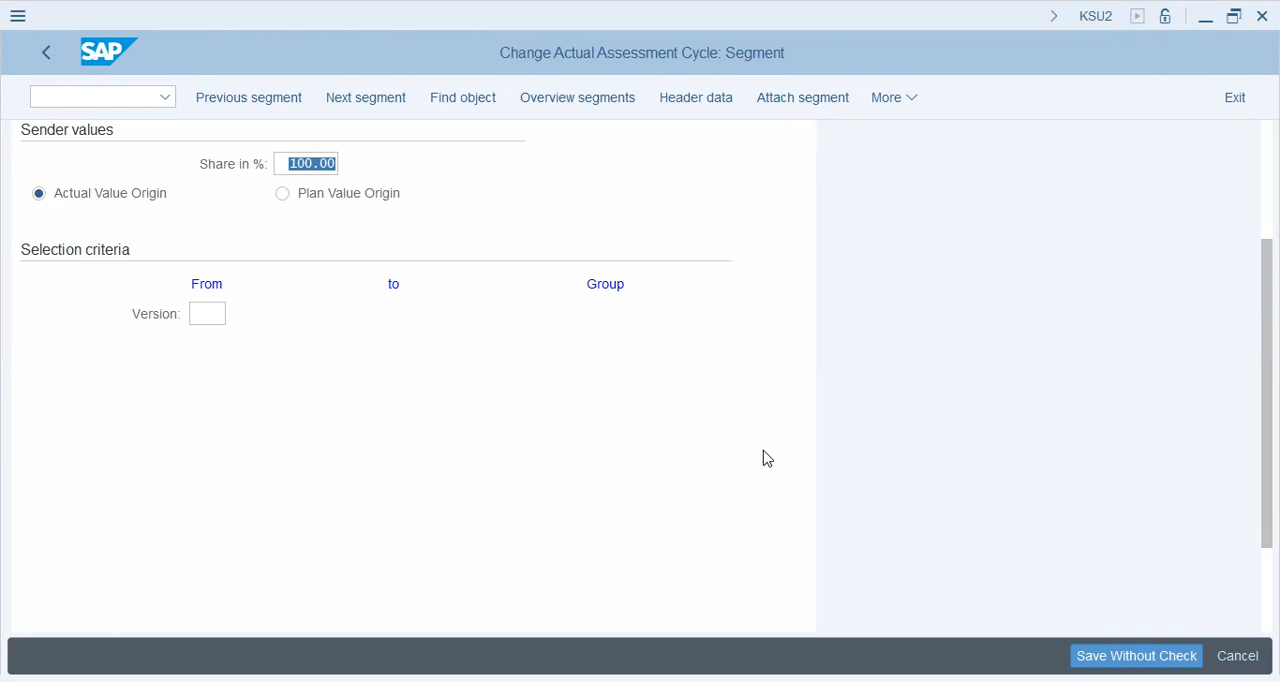 KSU2
SAP
Change Actual Assessment Cycle: Segment
Previous segment Next segment Find object Overview segments Header data Attach segment More Exit
Sender values
Share in %: 100.00
Actual Value Origin Plan Value Origin
Selection criteria
From to Group
Version:
Save Without Check Cancel